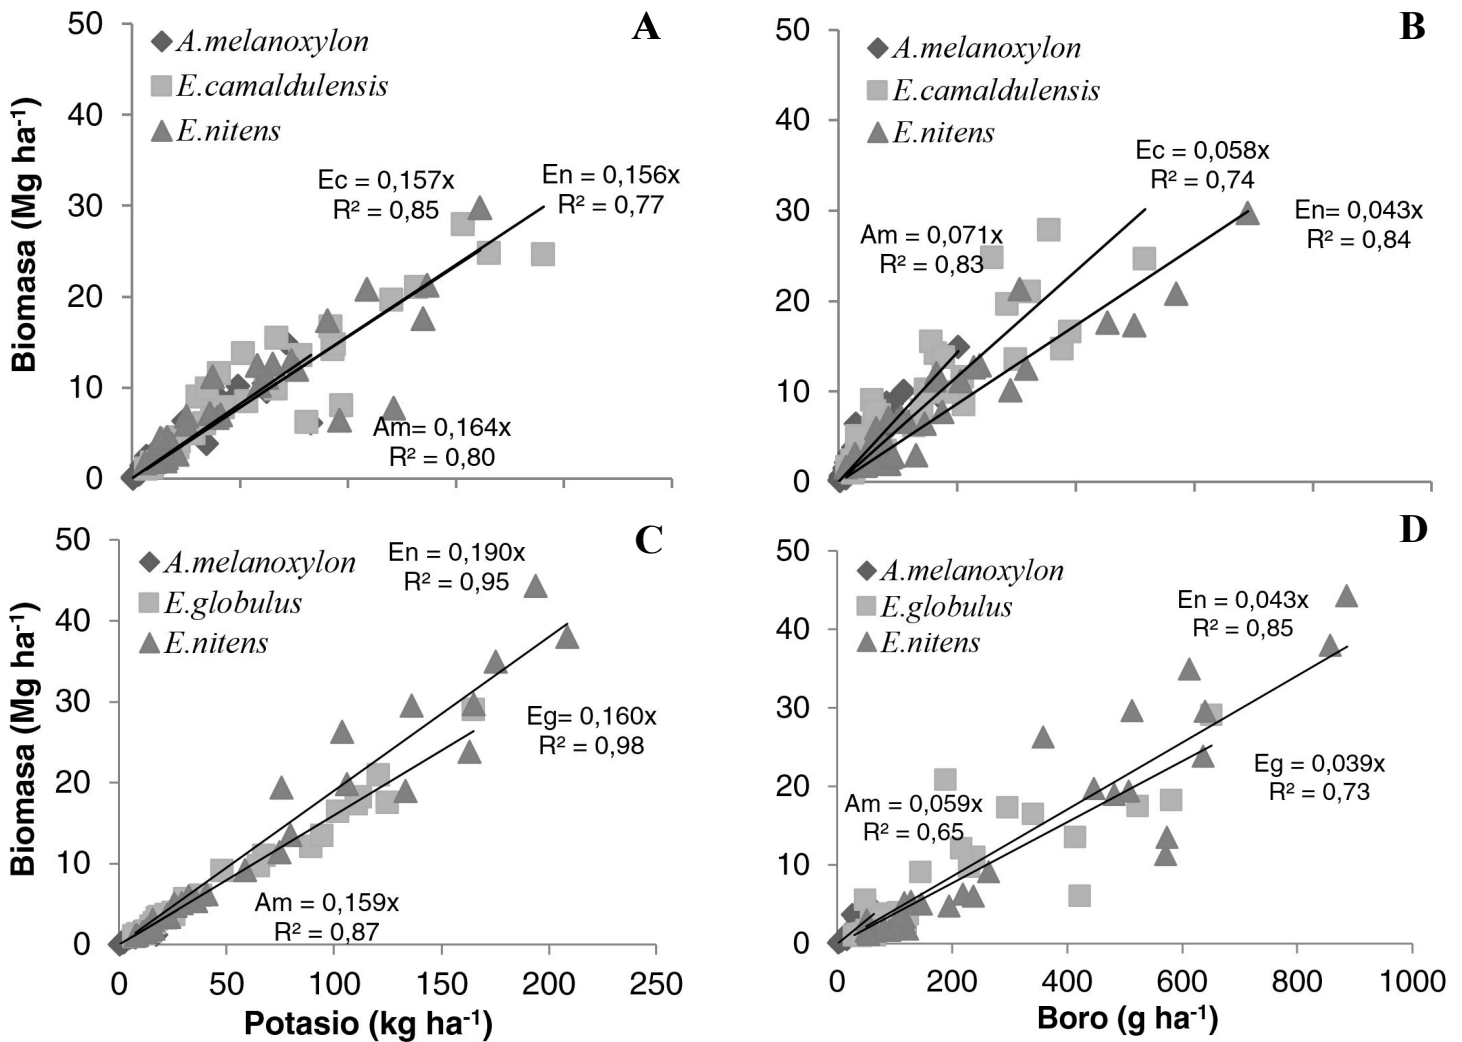 A
50
40
30
20
10
0
Biomasa (Mg ha⁻¹)
A.melanoxylon
E.camaldulensis
E.nitens
Ec = 0,157x
R² = 0,85
En = 0,156x
R² = 0,77
Am= 0,164x
R² = 0,80
B
50
40
30
20
10
0
A.melanoxylon
E.camaldulensis
E.nitens
Ec = 0,058x
R² = 0,74
En= 0,043x
R² = 0,84
Am = 0,071x
R² = 0,83
C
50
40
30
20
10
0
Biomasa (Mg ha⁻¹)
A.melanoxylon
E.globulus
E.nitens
En = 0,190x
R² = 0,95
Eg= 0,160x
R² = 0,98
Am = 0,159x
R² = 0,87
0 50 100 150 200 250
Potasio (kg ha⁻¹)
D
50
40
30
20
10
0
A.melanoxylon
E.globulus
E.nitens
En = 0,043x
R² = 0,85
Eg = 0,039x
R² = 0,73
Am = 0,059x
R² = 0,65
0 200 400 600 800 1000
Boro (g ha⁻¹)